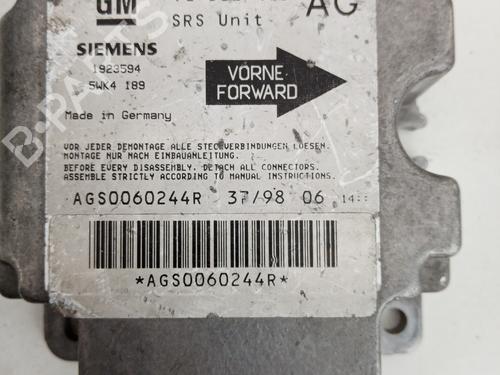 GM
AG
SRS Unit
SIEMENS
1923594
5WK4 189
VORNE
FORWARD
Made in Germany
VOR JEDER DEMONTAGE ALLE STECKVERBINDUNGEN LOESEN.
MONTAGE NUR NACH EINBAUANLEITUNG.
BEFORE EVERY DISASSEMBLY. DETACH ALL CONNECTORS.
ASSEMBLE STRICTLY ACCORDING TO MANUAL INSTRUCTIONS.
AGS0060244R 37/98 06
*AGS0060244R*
B-PARTS